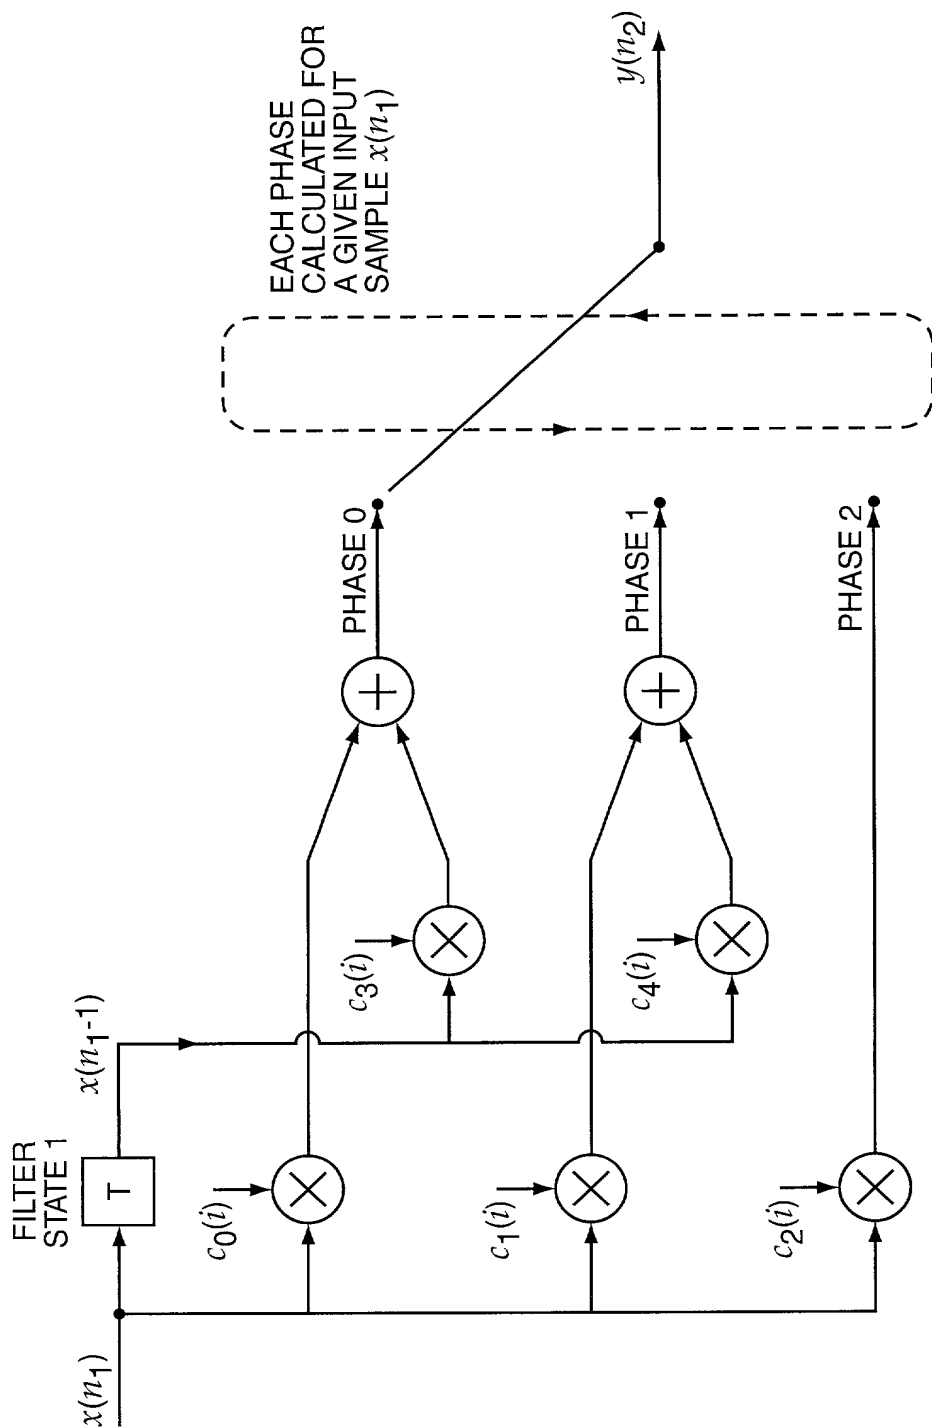 FILTER
STATE 1
x(n1)
T
x(n1-1)
EACH PHASE
CALCULATED FOR
A GIVEN INPUT
SAMPLE x(n1)
c0(i)
c3(i)
PHASE 0
c1(i)
c4(i)
PHASE 1
y(n2)
c2(i)
PHASE 2